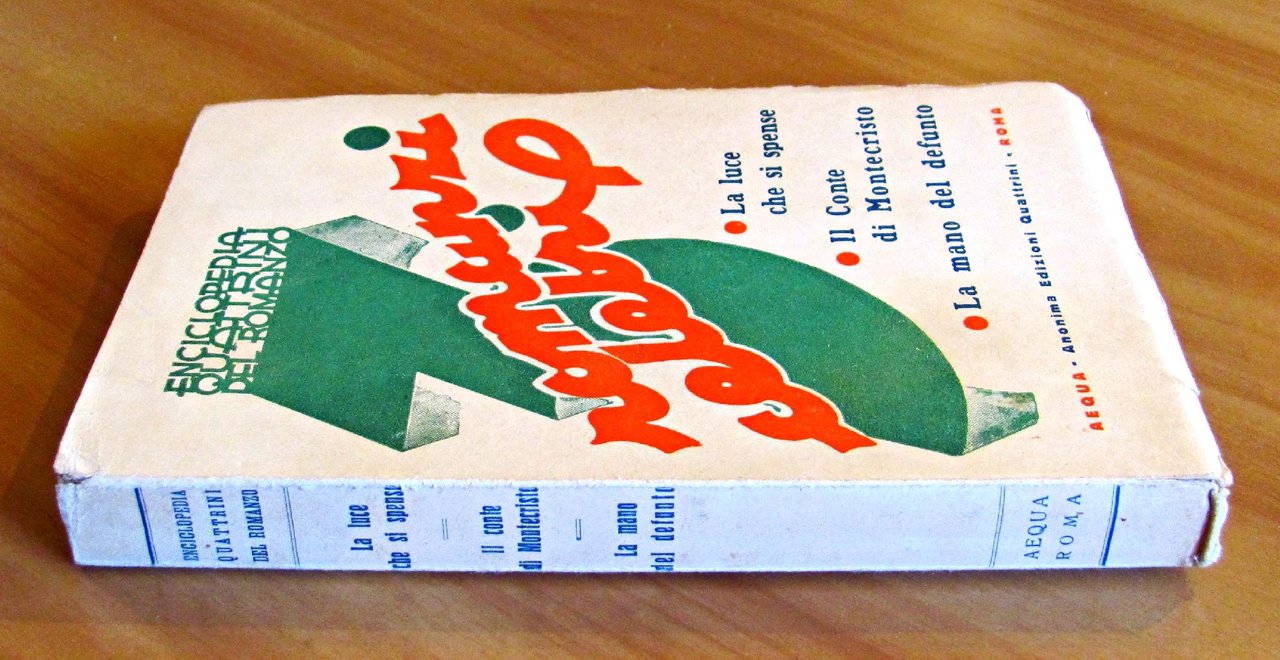 ENCICLOPEDIA
QUATTRINI
DEL ROMANZO
romanzi
celebri
• La luce
che si spense
• Il Conte
di Montecristo
• La mano del defunto
AEQUA - Anonima Edizioni Quattrini - ROMA
ENCICLOPEDIA
QUATTRINI
DEL ROMANZO
La luce
che si spense
Il conte
di Montecristo
La mano
del defunto
AEQUA
ROMA